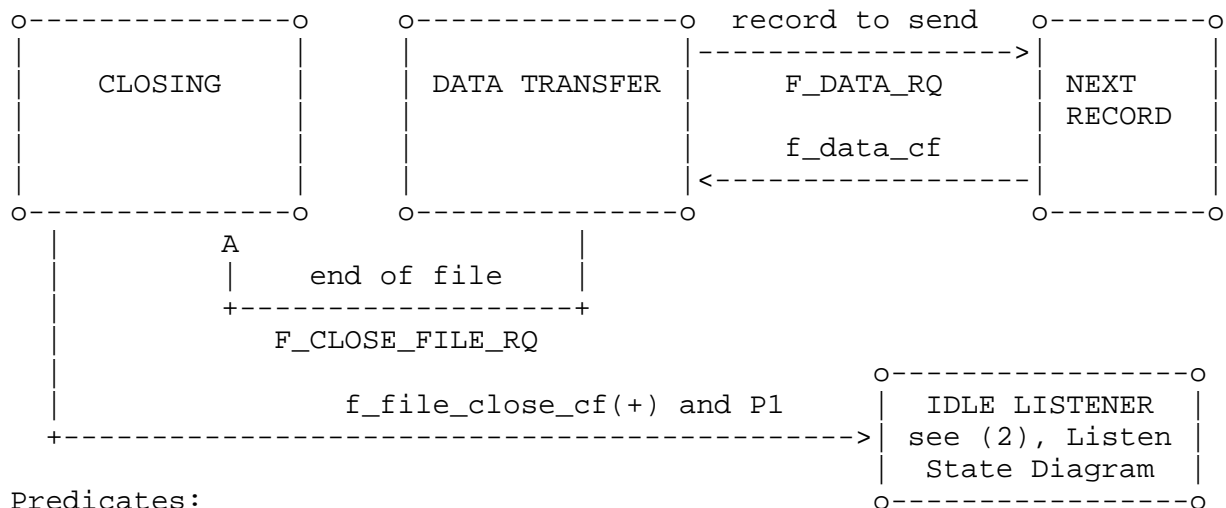 record to send
CLOSING DATA TRANSFER F_DATA_RQ NEXT
RECORD
f_data_cf
A
end of file
F_CLOSE_FILE_RQ
f_file_close_cf(+) and P1 IDLE LISTENER
see (2), Listen
State Diagram
Predicates: